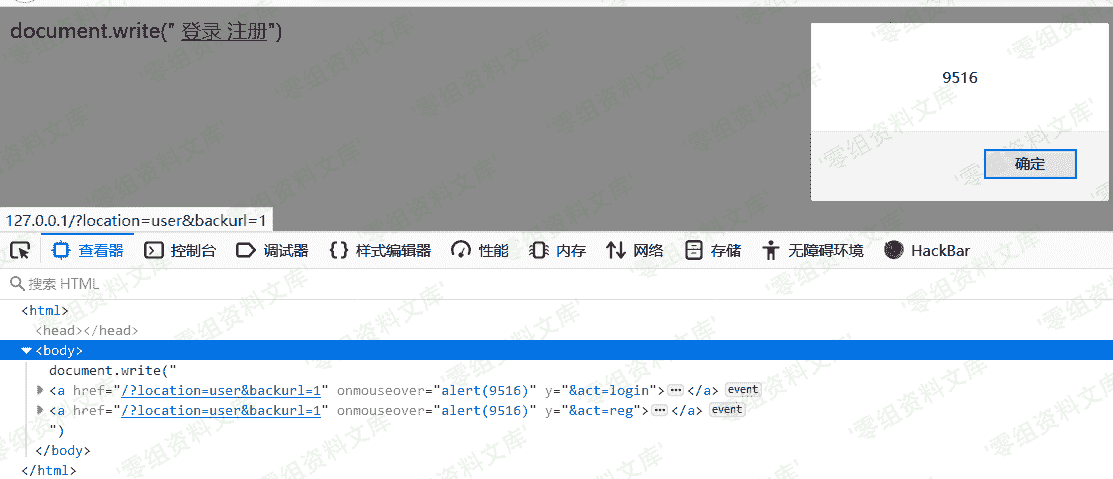 document.write(" 登录 注册")
9516
确定
127.0.0.1/?location=user&backurl=1
查看器 控制台 调试器 样式编辑器 性能 内存 网络 存储 无障碍环境 HackBar
搜索 HTML
<html>
<head></head>
<body>
document.write("
<a href="/?location=user&backurl=1" onmouseover="alert(9516)" y="&act=login">⋯</a> event
<a href="/?location=user&backurl=1" onmouseover="alert(9516)" y="&act=reg">⋯</a> event
")
</body>
</html>
'零组资料文库'